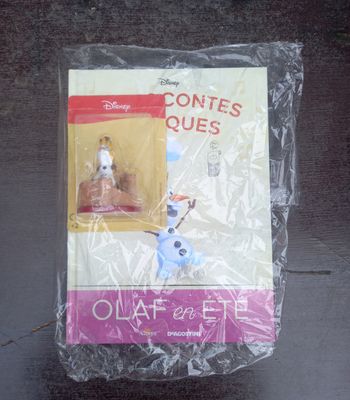 Disney
CONTES
Disney
QUES
OLAF en ÉTÉ
DeAGOSTINI